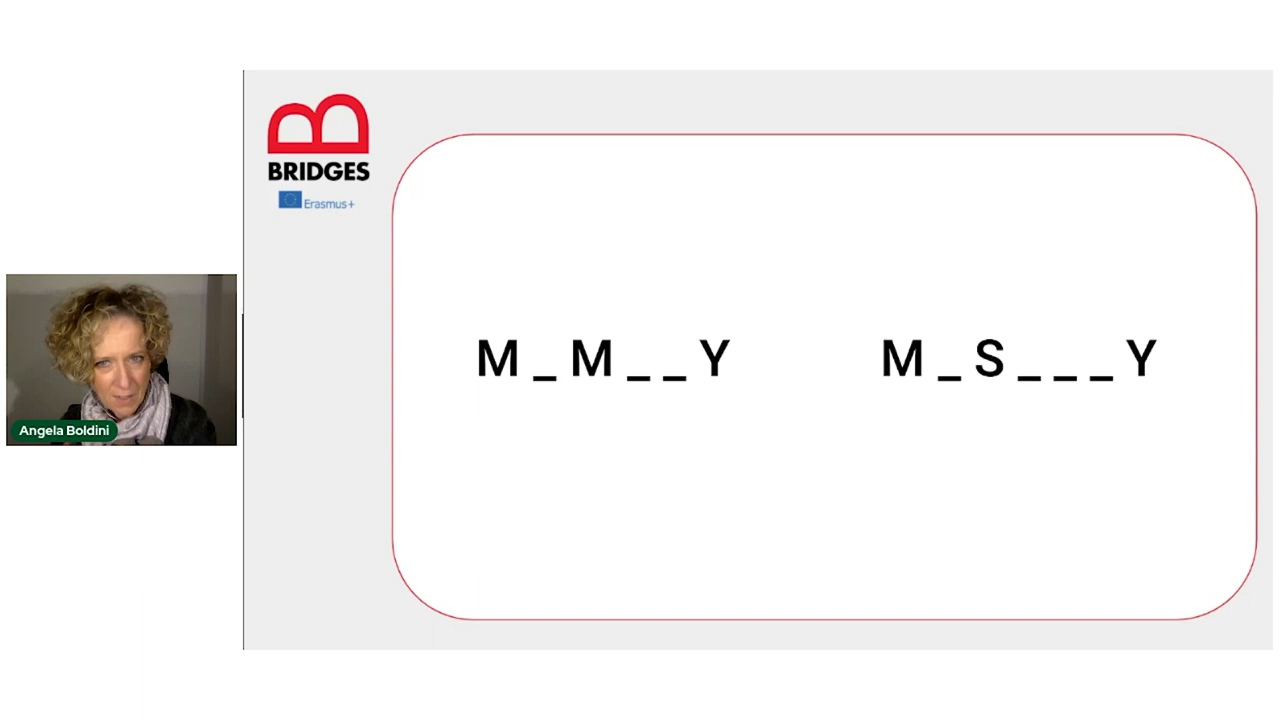 BRIDGES
Erasmus+
M _ M _ _ Y M _ S _ _ _ Y
Angela Boldini